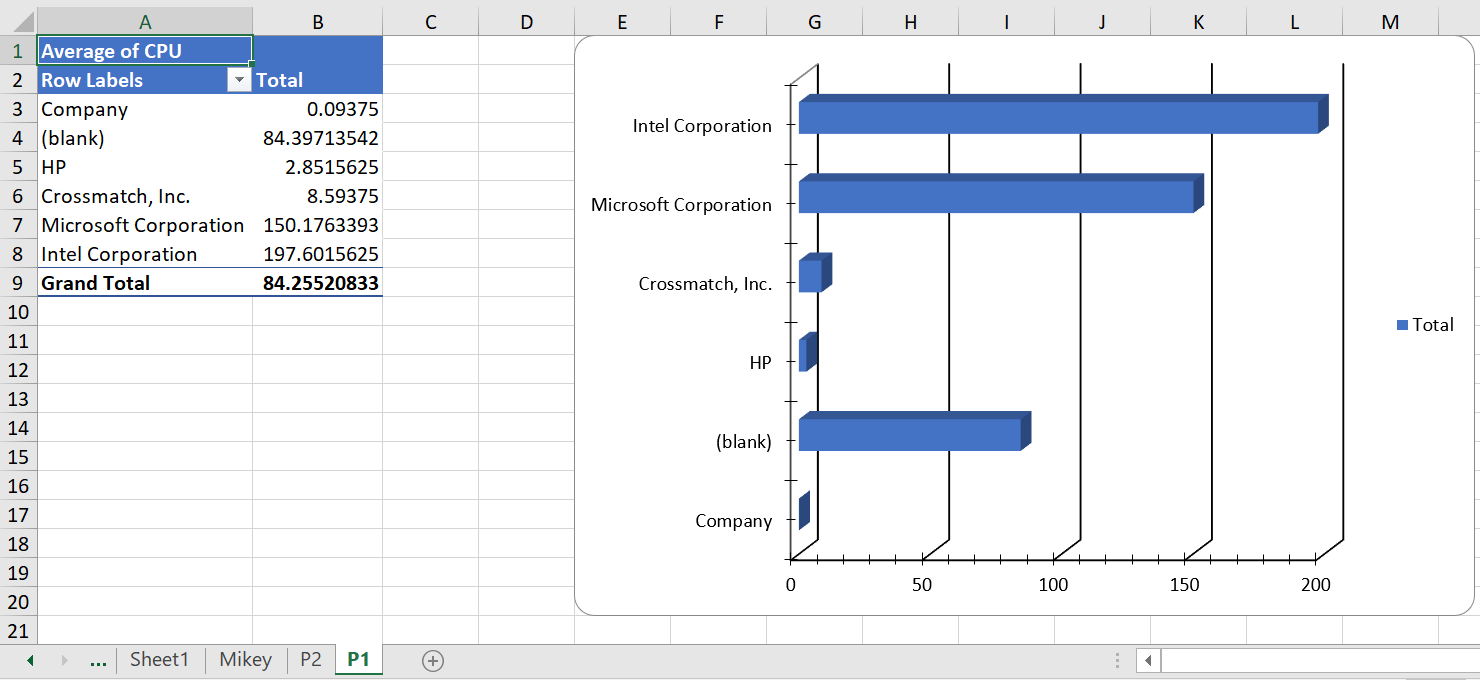 A B C D E F G H I J K L M
1 Average of CPU
2 Row Labels Total
3 Company 0.09375
4 (blank) 84.39713542
5 HP 2.8515625
6 Crossmatch, Inc. 8.59375
7 Microsoft Corporation 150.1763393
8 Intel Corporation 197.6015625
9 Grand Total 84.25520833
10
11
12
13
14
15
16
17
18
19
20
21
Intel Corporation
Microsoft Corporation
Crossmatch, Inc.
HP
(blank)
Company
0 50 100 150 200
Total
... Sheet1 Mikey P2 P1